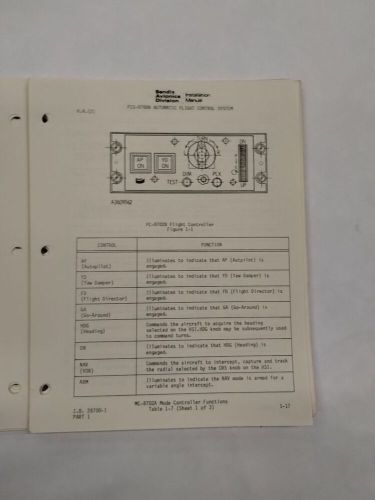 Bendix
Avionics
Division
Installation
Manual
FCS-870BN AUTOMATIC FLIGHT CONTROL SYSTEM
AP
ON
YD
ON
TURN
DN
TEST
DIM
UP
Flight Controller
Figure 1-1
CONTROL FUNCTION
AP
(Autopilot)
Illuminates to indicate that AP (Autopilot) is
engaged.
YD
(Yaw Damper)
Illuminates to indicate that YD (Yaw Damper) is
engaged.
FD
(Flight Director)
Illuminates to indicate that FD (Flight Director) is
engaged.
GA
(Go-Around)
Illuminates to indicate that GA (Go-Around) is
engaged.
HDG
(Heading)
Commands the aircraft to acquire the heading
selected on the HSI. HDG knob may be subsequently used
to command turns.
ON
Illuminates to indicate that HDG (Heading) is
engaged.
NAV
(VOR)
Commands the aircraft to intercept, capture and track
the radial selected by the CRS knob on the HSI.
ARM
Illuminates to indicate the NAV mode is armed for a
variable angle intercept.
Mode Controller Functions
Table 1-7 (Sheet 1 of 3)
I.B. 28700-1
PART 1
1-17